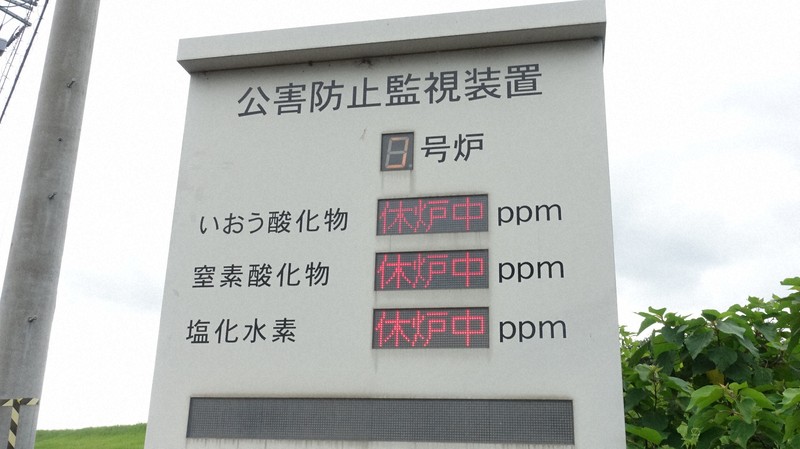 公害防止監視装置
号炉
いおう酸化物 休炉中 ppm
窒素酸化物 休炉中 ppm
塩化水素 休炉中 ppm